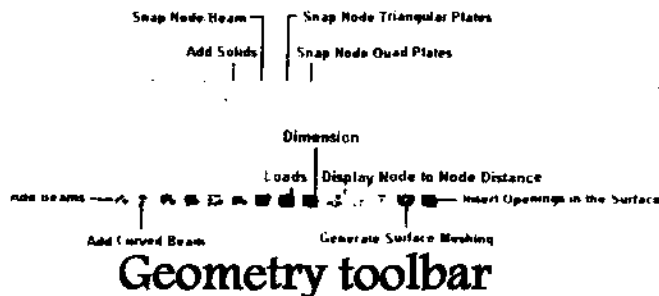 Snap Node Beam
Snap Node Triangular Plates
Add Solids
Snap Node Quad Plates
Dimension
Loads
Display Node to Node Distance
Add Beams
Insert Openings in the Surface
Add Curved Beam
Generate Surface Meshing
Geometry toolbar